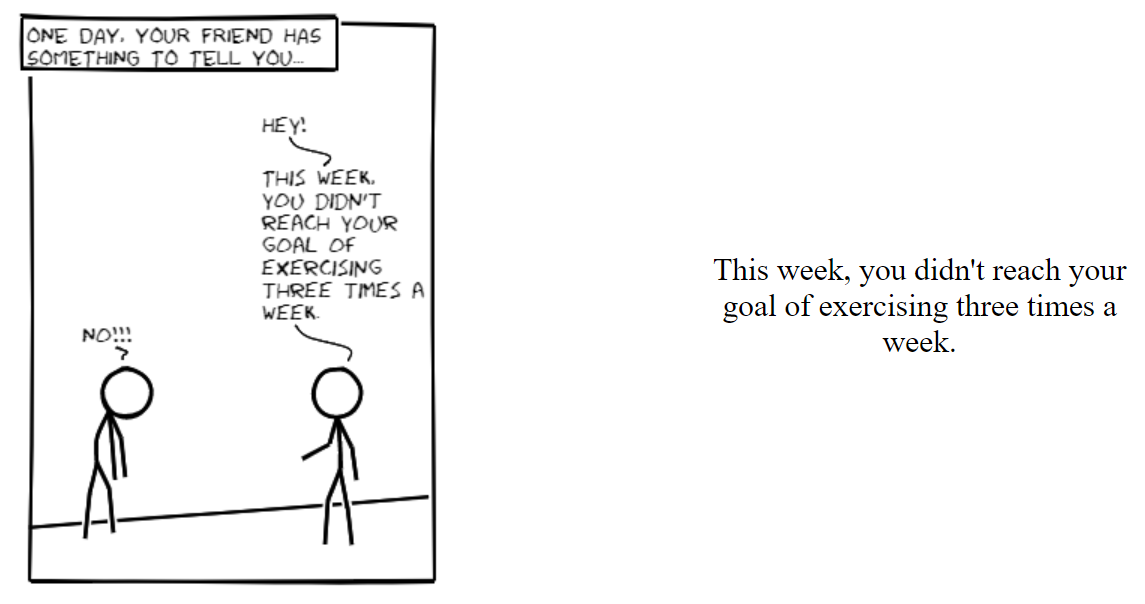 ONE DAY, YOUR FRIEND HAS
SOMETHING TO TELL YOU...
HEY!
THIS WEEK,
YOU DIDN'T
REACH YOUR
GOAL OF
EXERCISING
THREE TIMES A
WEEK.
NO!!!
This week, you didn't reach your
goal of exercising three times a
week.